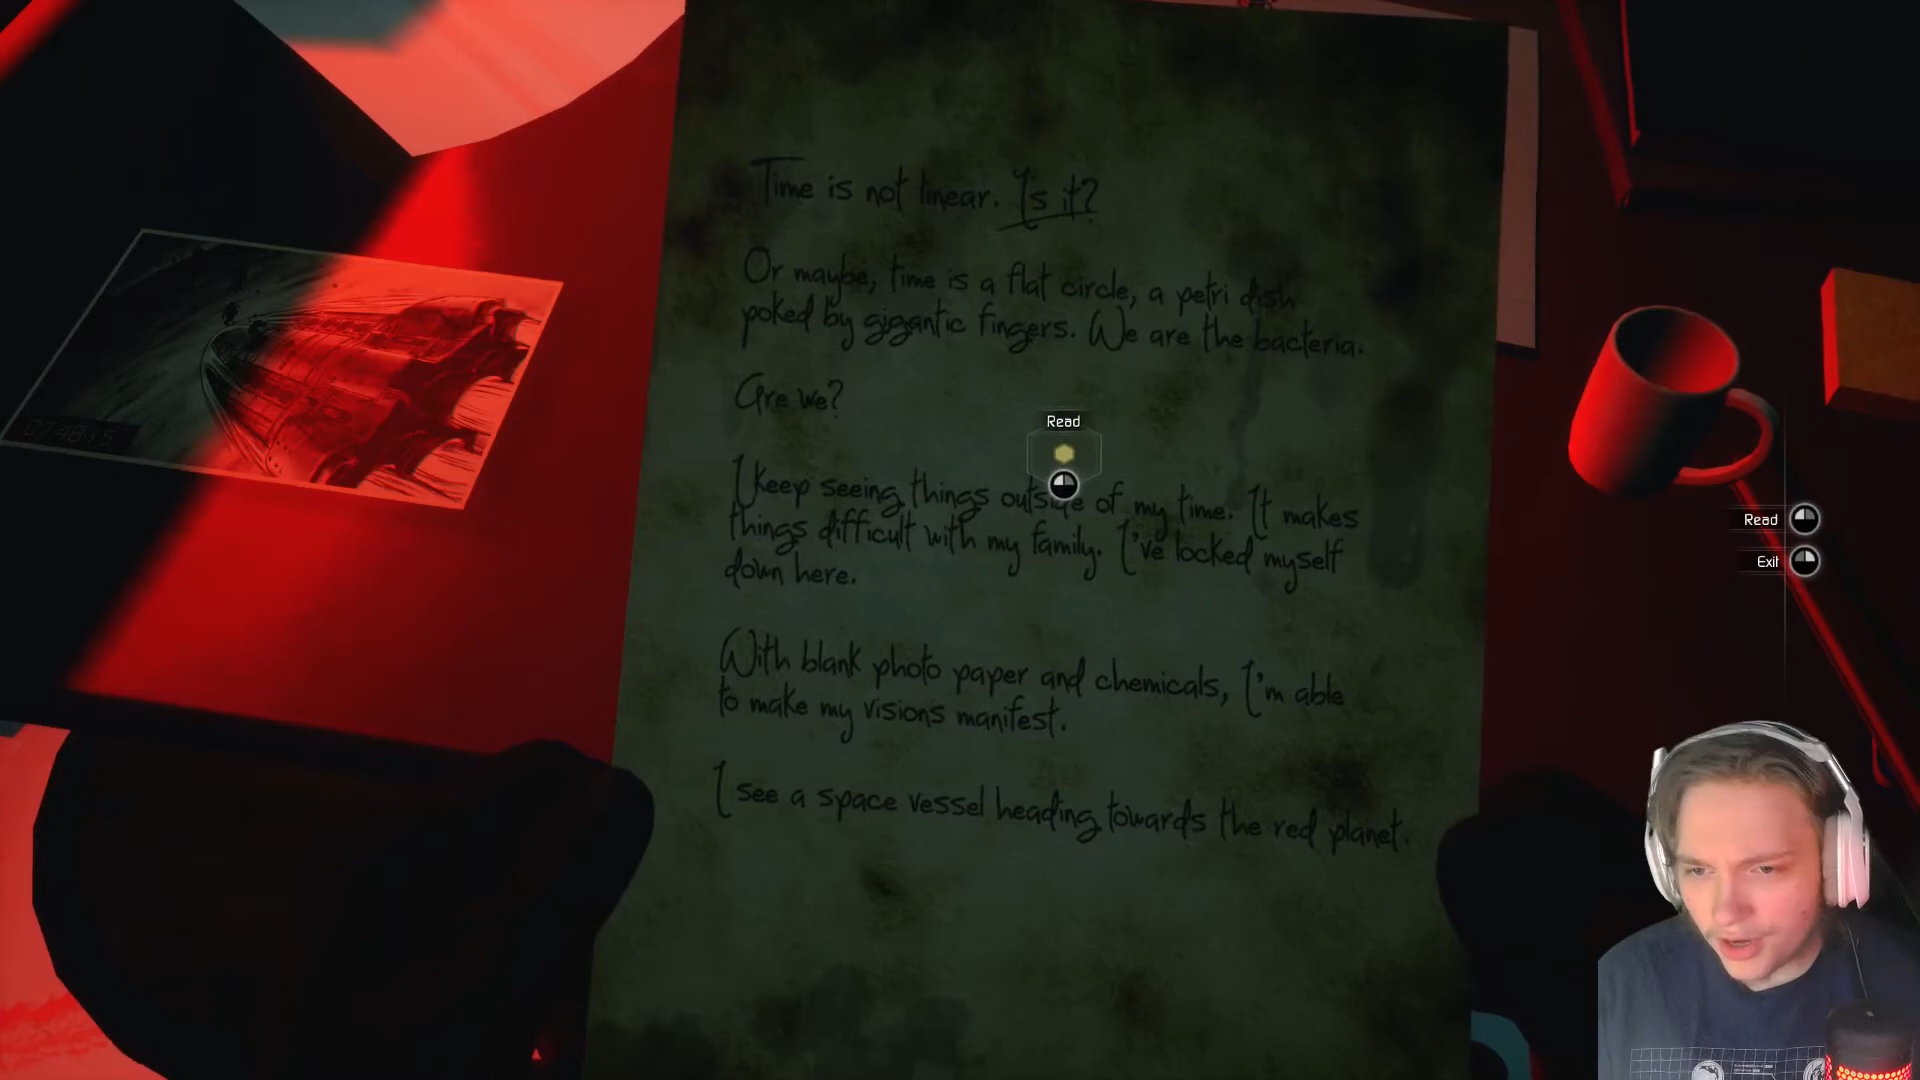 Time is not linear. Is it?
Or maybe, time is a flat circle, a petri dish
poked by gigantic fingers. We are the bacteria.
Are we?
Read
I keep seeing things outside of my time. It makes
things difficult with my family. I've locked myself
down here.
Read
Exit
With blank photo paper and chemicals, I'm able
to make my visions manifest.
I see a space vessel heading towards the red planet.